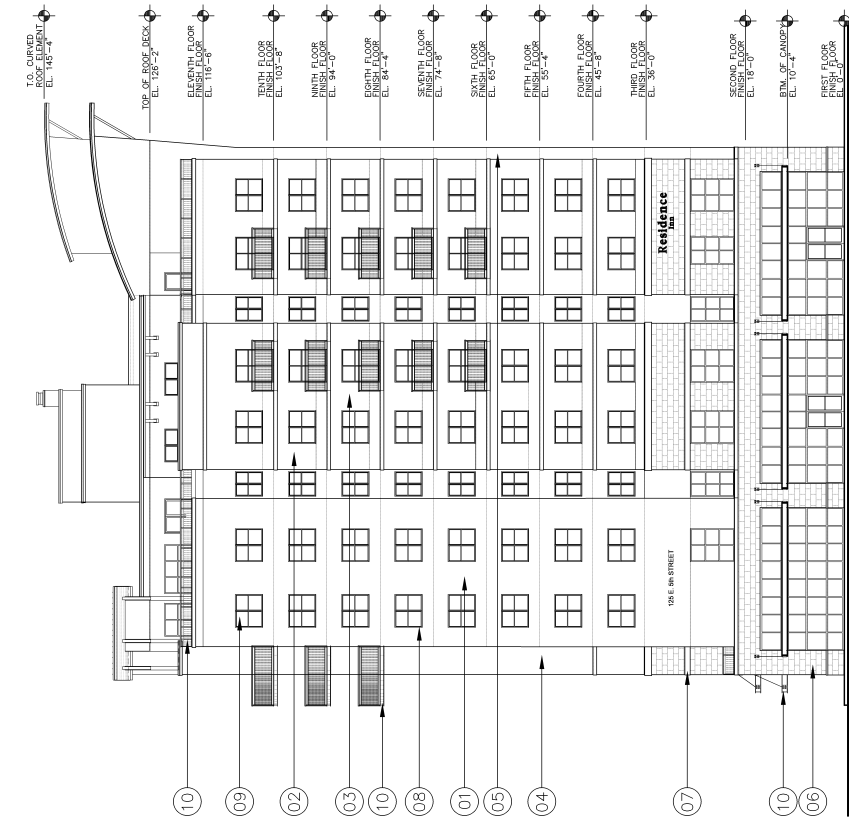 T.O. CURVED
ROOF ELEMENT
EL. 145'-4"
TOP OF ROOF DECK
EL. 126'-2"
ELEVENTH FLOOR
FINISH FLOOR
EL. 116'-6"
TENTH FLOOR
FINISH FLOOR
EL. 103'-8"
NINTH FLOOR
FINISH FLOOR
EL. 94'-0"
EIGHTH FLOOR
FINISH FLOOR
EL. 84'-4"
SEVENTH FLOOR
FINISH FLOOR
EL. 74'-8"
SIXTH FLOOR
FINISH FLOOR
EL. 65'-0"
FIFTH FLOOR
FINISH FLOOR
EL. 55'-4"
FOURTH FLOOR
FINISH FLOOR
EL. 45'-8"
THIRD FLOOR
FINISH FLOOR
EL. 36'-0"
SECOND FLOOR
FINISH FLOOR
EL. 18'-0"
BTM. OF CANOPY
EL. 10'-4"
FIRST FLOOR
FINISH FLOOR
EL. 0'-0"
Residence
Inn
125 E. 5th STREET
10
09
02
03
10
08
01
05
04
07
10
06